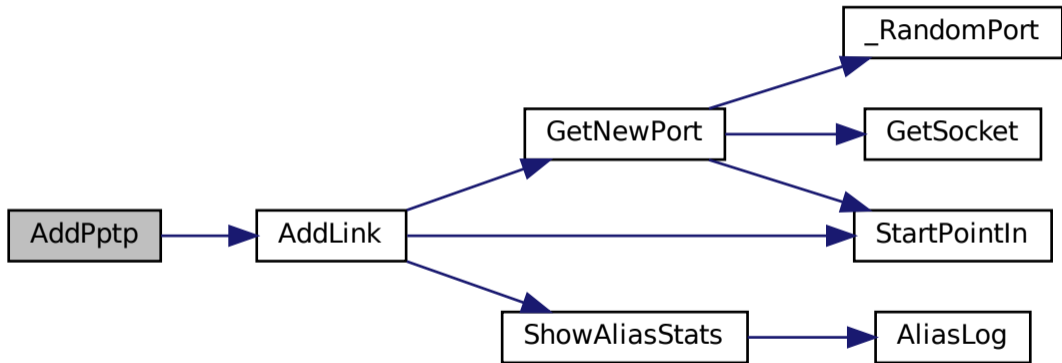 _RandomPort
GetNewPort
GetSocket
AddPptp
AddLink
StartPointIn
ShowAliasStats
AliasLog